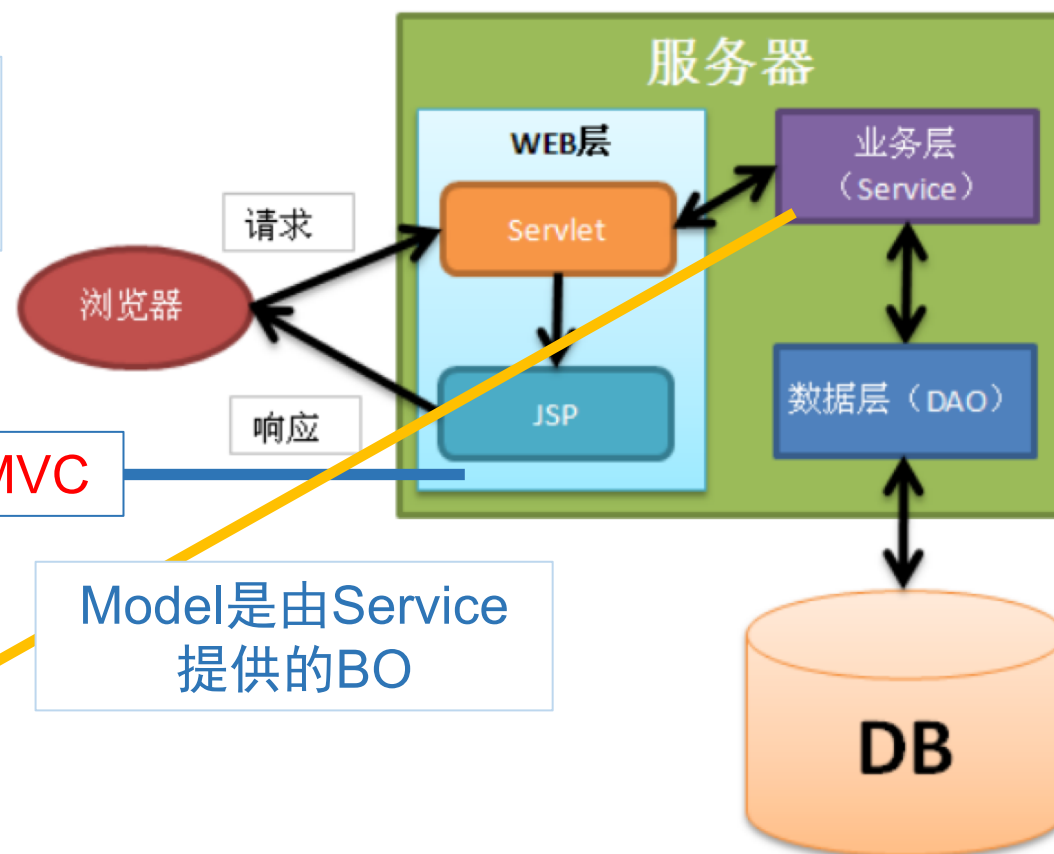 服务器
WEB层
业务层
（Service）
请求
Servlet
浏览器
数据层（DAO）
JSP
响应
MVC
Model是由Service
提供的BO
DB